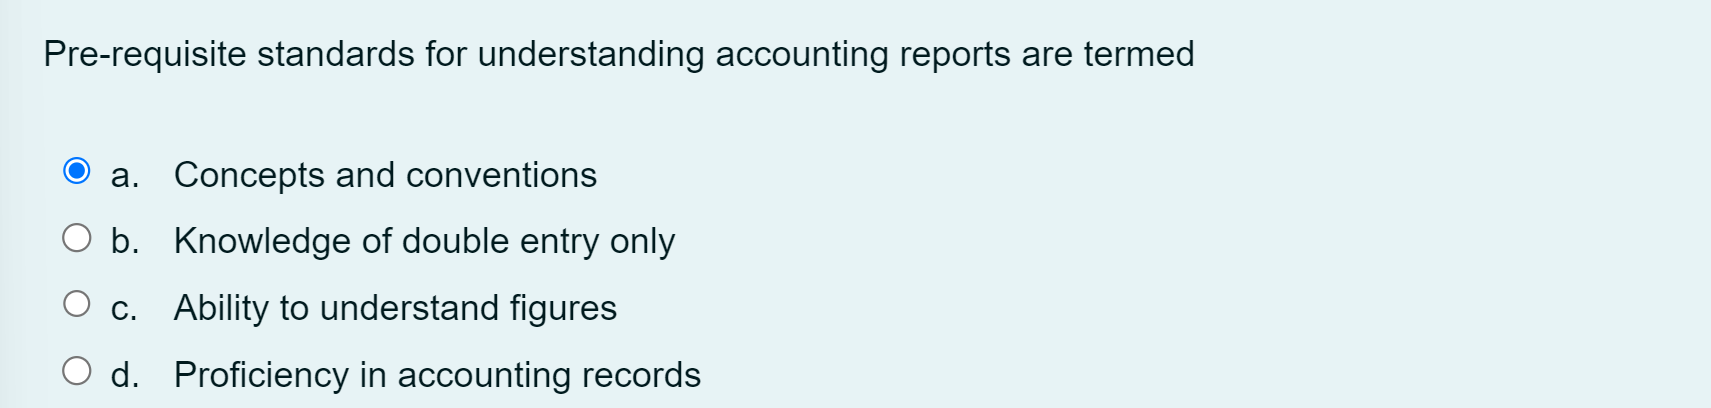 Pre-requisite standards for understanding accounting reports are termed
a. Concepts and conventions
b. Knowledge of double entry only
c. Ability to understand figures
d. Proficiency in accounting records